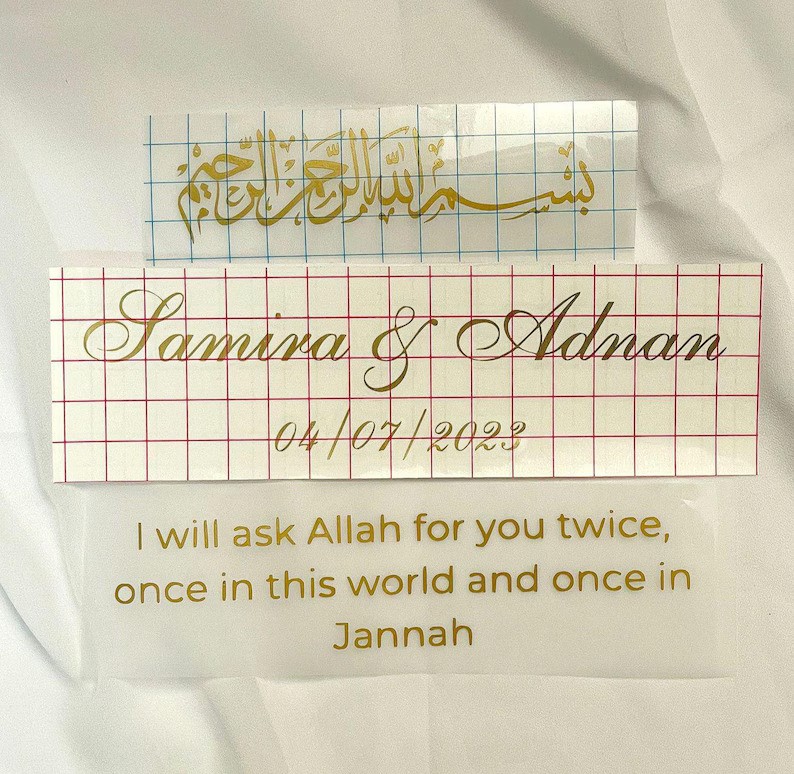 بسم الله الرحمن الرحيم
Samira & Adnan
04/07/2023
I will ask Allah for you twice,
once in this world and once in
Jannah